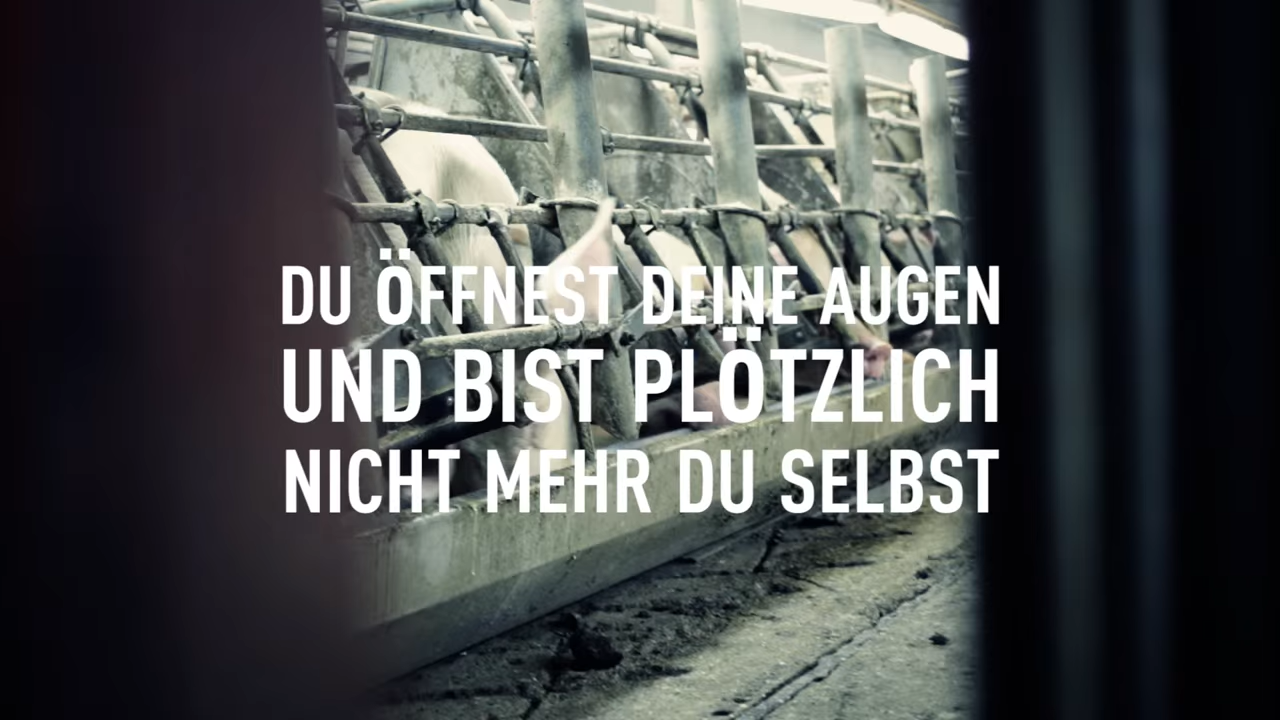 DU ÖFFNEST DEINE AUGEN
UND BIST PLÖTZLICH
NICHT MEHR DU SELBST